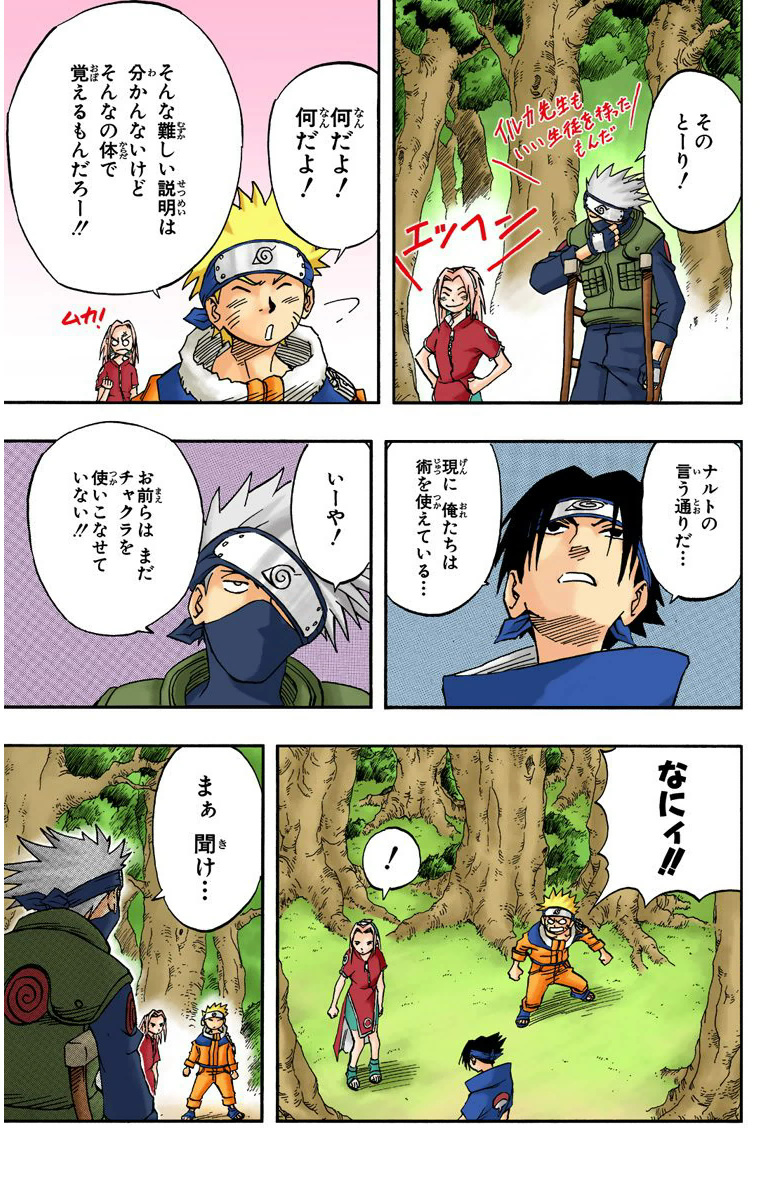 その
とーり!
イルカ先生も
いい生徒を持った
もんだ
エッヘン
何だよ!
何だよ!
そんな難しい説明は
分かんないけど
そんなの体で
覚えるもんだろー!!
ムカ!
ナルトの
言う通りだ…
現に 俺たちは
術を使えている…
いーや!
お前らは まだ
チャクラを
使いこなせて
いない!!
なにィ!!
!
まぁ 聞け…